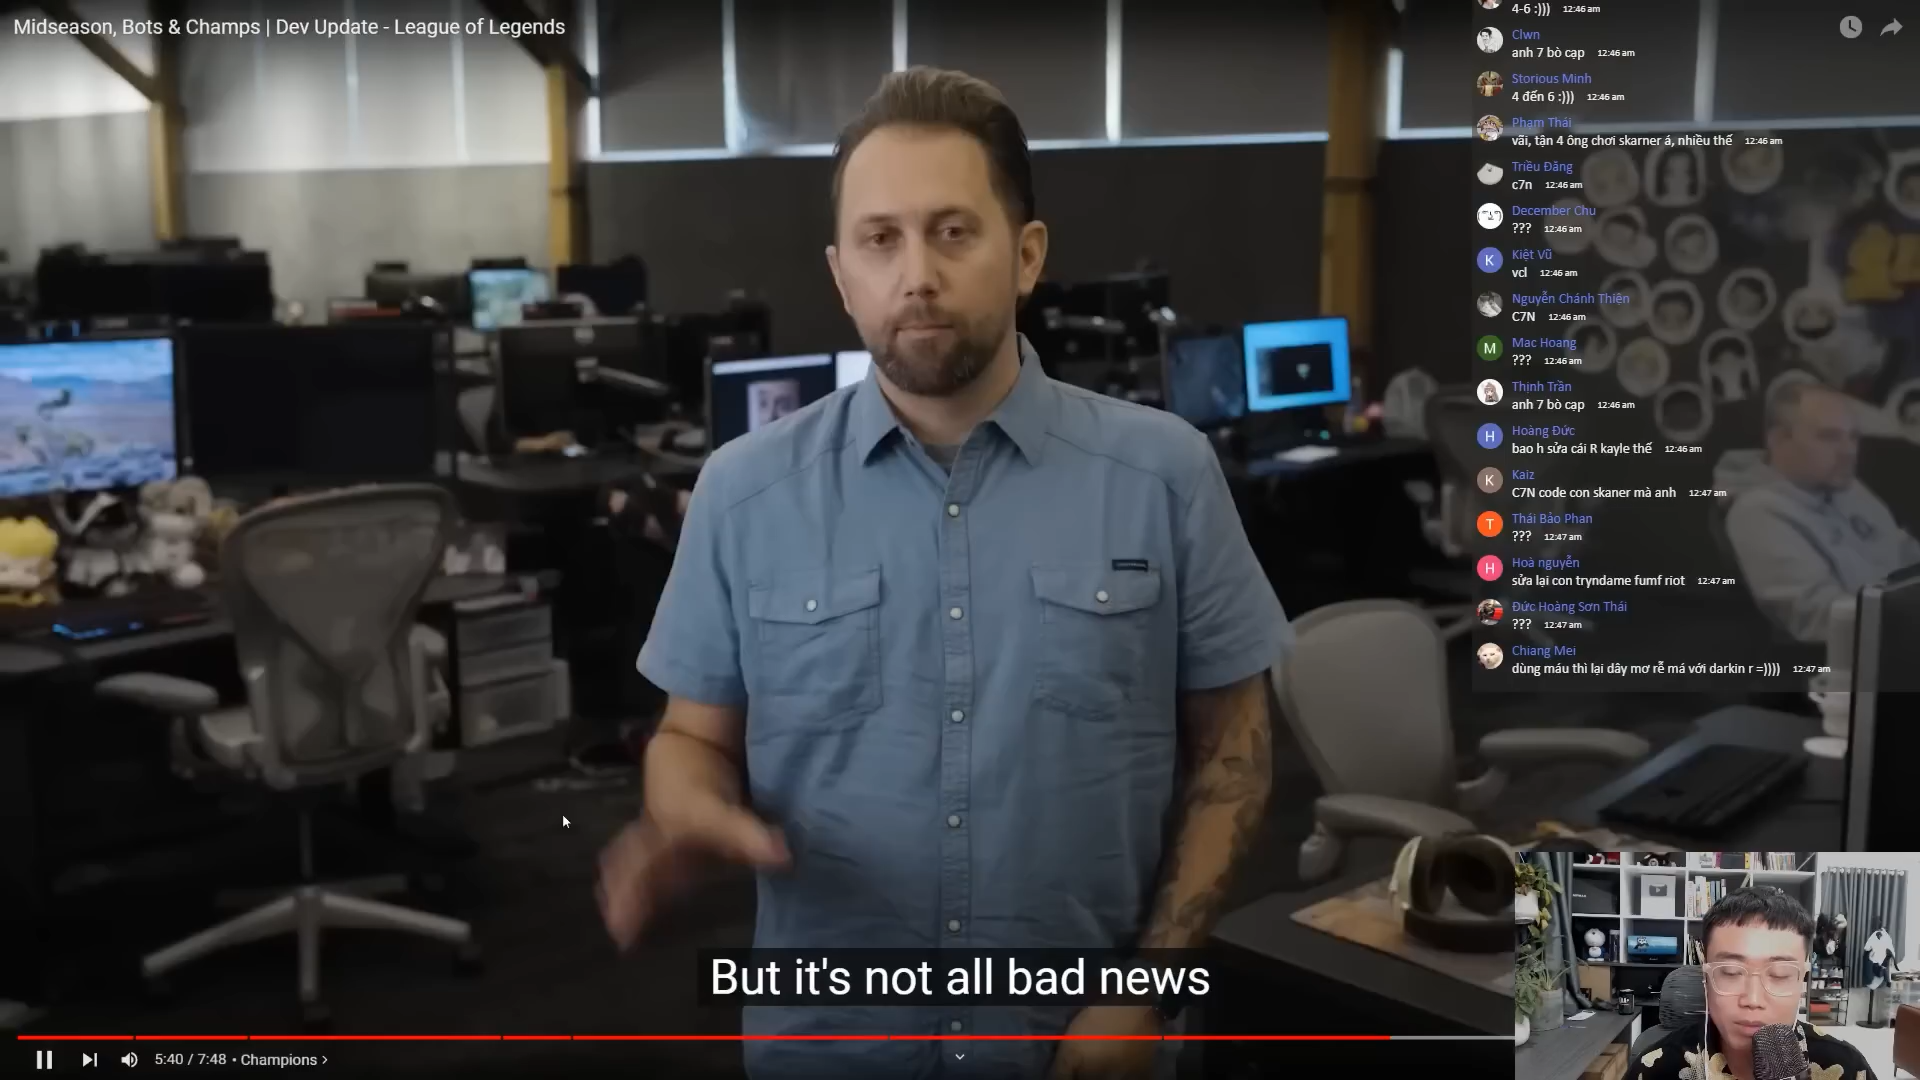 Midseason, Bots & Champs | Dev Update - League of Legends
4-6 :))) 12:46 am
Clwn
anh 7 bò cạp 12:46 am
Storious Minh
4 đến 6 :))) 12:46 am
Phạm Thái
vãi, tận 4 ông chơi skarner á, nhiều thế 12:46 am
Triều Đăng
c7n 12:46 am
December Chu
??? 12:46 am
K
Kiệt Vũ
vcl 12:46 am
Nguyễn Chánh Thiện
C7N 12:46 am
M
Mac Hoang
??? 12:46 am
Thinh Trần
anh 7 bò cạp 12:46 am
H
Hoàng Đức
bao h sửa cái R kayle thế 12:46 am
K
Kaiz
C7N code con skaner mà anh 12:47 am
T
Thái Bảo Phan
??? 12:47 am
H
Hoà nguyễn
sửa lại con tryndame fumf riot 12:47 am
Đức Hoàng Sơn Thái
??? 12:47 am
Chiang Mei
dùng máu thì lại dây mơ rễ má với darkin r =)))) 12:47 am
But it's not all bad news
5:40 / 7:48 • Champions >